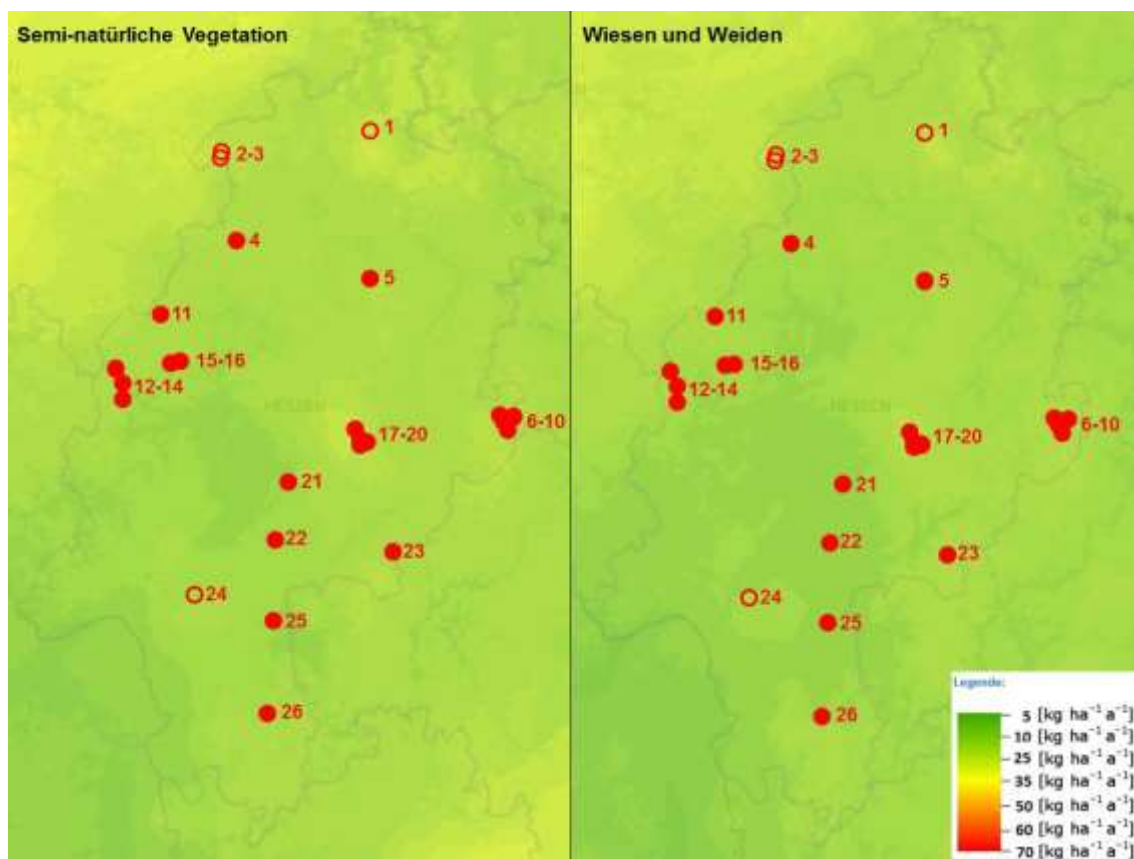 Semi-natürliche Vegetation
1
2-3
4
5
11
15-16
12-14
HESSEN
6-10
17-20
21
22
23
24
25
26
Wiesen und Weiden
1
2-3
4
5
11
15-16
12-14
HESSEN
6-10
17-20
21
22
23
24
25
26
Legende:
5 [kg ha⁻¹ a⁻¹]
10 [kg ha⁻¹ a⁻¹]
25 [kg ha⁻¹ a⁻¹]
35 [kg ha⁻¹ a⁻¹]
50 [kg ha⁻¹ a⁻¹]
60 [kg ha⁻¹ a⁻¹]
70 [kg ha⁻¹ a⁻¹]